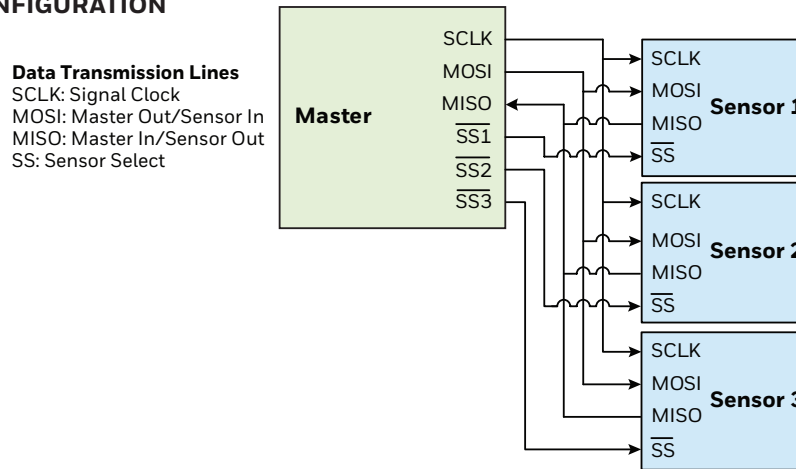 NFIGURATION
Data Transmission Lines
SCLK: Signal Clock
MOSI: Master Out/Sensor In
MISO: Master In/Sensor Out
SS: Sensor Select
Master
SCLK
MOSI
MISO
SS1
SS2
SS3
SCLK
MOSI
MISO
SS
Sensor 1
SCLK
MOSI
MISO
SS
Sensor 2
SCLK
MOSI
MISO
SS
Sensor 3